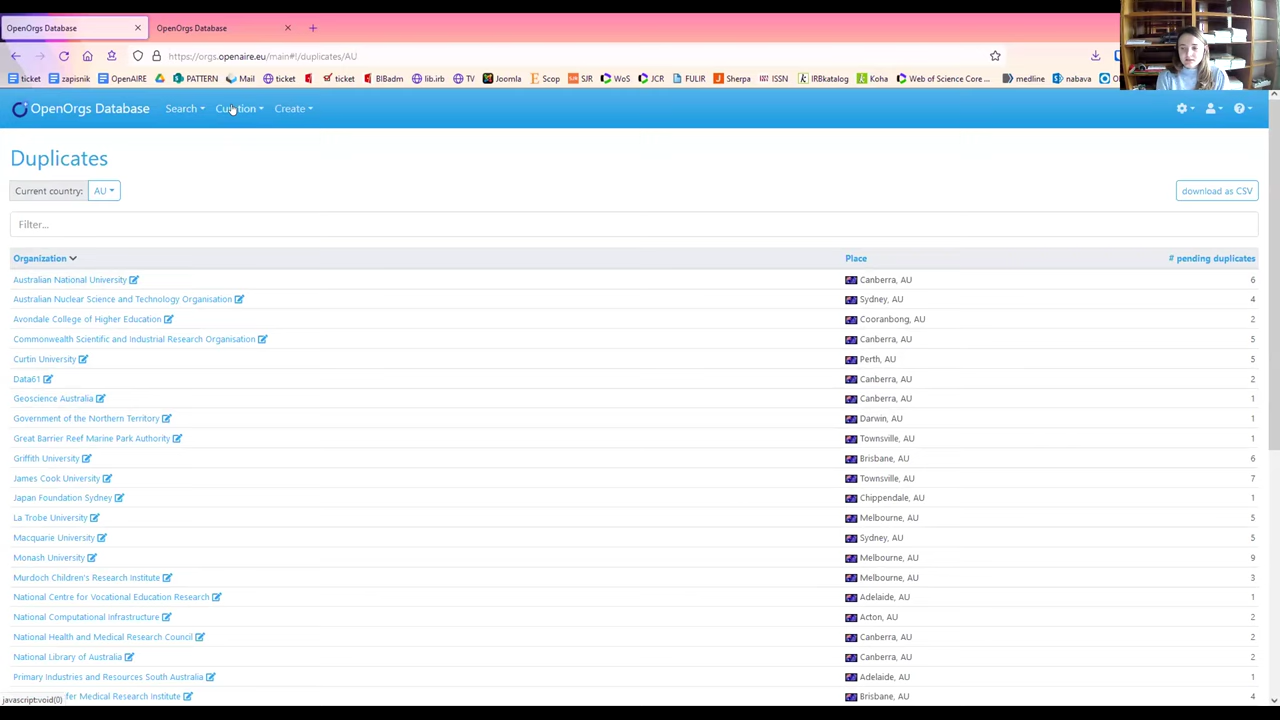 OpenOrgs Database
OpenOrgs Database
https://orgs.openaire.eu/main#!/duplicates/AU
ticket zapisnik OpenAIRE PATTERN Mail ticket ticket BIBadm lib.irb TV Joomla Scop SJR WoS JCR FULIR Sherpa ISSN IRBkatalog Koha Web of Science Core ... medline nabava
OpenOrgs Database Search Curation Create
Duplicates
Current country: AU
download as CSV
Filter...
Organization Place # pending duplicates
Australian National University Canberra, AU 6
Australian Nuclear Science and Technology Organisation Sydney, AU 4
Avondale College of Higher Education Cooranbong, AU 2
Commonwealth Scientific and Industrial Research Organisation Canberra, AU 5
Curtin University Perth, AU 5
Data61 Canberra, AU 2
Geoscience Australia Canberra, AU 1
Government of the Northern Territory Darwin, AU 1
Great Barrier Reef Marine Park Authority Townsville, AU 1
Griffith University Brisbane, AU 6
James Cook University Townsville, AU 7
Japan Foundation Sydney Chippendale, AU 1
La Trobe University Melbourne, AU 5
Macquarie University Sydney, AU 5
Monash University Melbourne, AU 9
Murdoch Children's Research Institute Melbourne, AU 3
National Centre for Vocational Education Research Adelaide, AU 1
National Computational Infrastructure Acton, AU 2
National Health and Medical Research Council Canberra, AU 2
National Library of Australia Canberra, AU 2
Primary Industries and Resources South Australia Adelaide, AU 1
javascript:void(0) fer Medical Research Institute Brisbane, AU 4